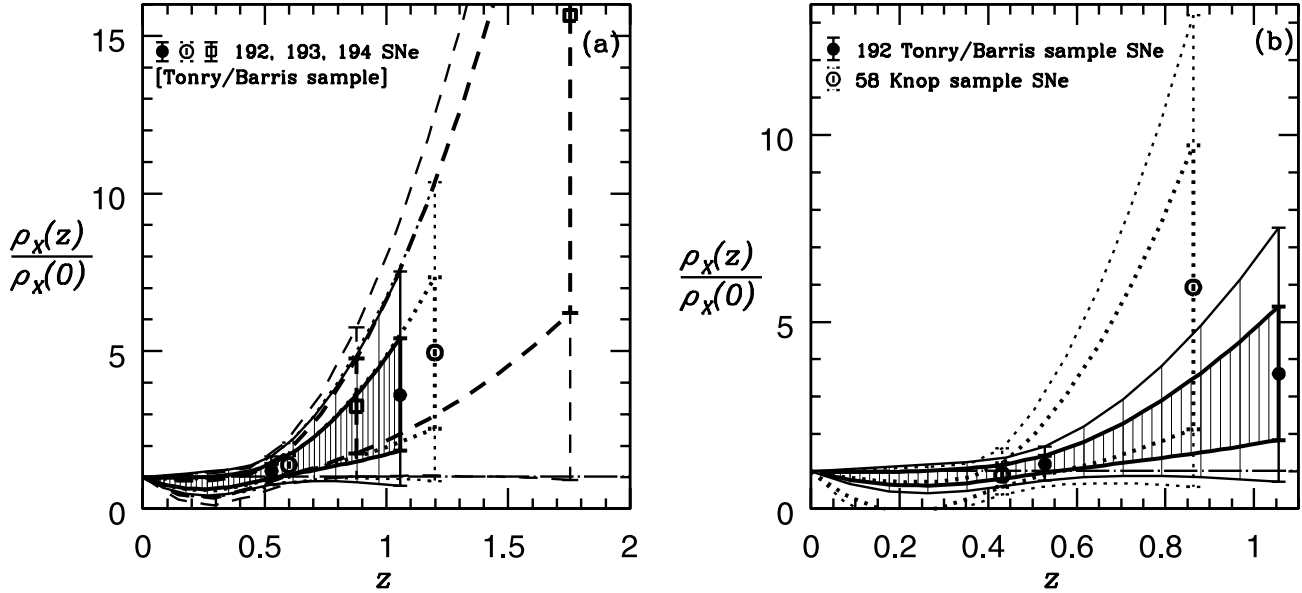 15
(a)
192, 193, 194 SNe
[Tonry/Barris sample]
10
ρX(z)
ρX(0)
5
0
0 0.5 1 1.5 2
z
(b)
192 Tonry/Barris sample SNe
58 Knop sample SNe
10
ρX(z)
ρX(0)
5
0
0 0.2 0.4 0.6 0.8 1
z